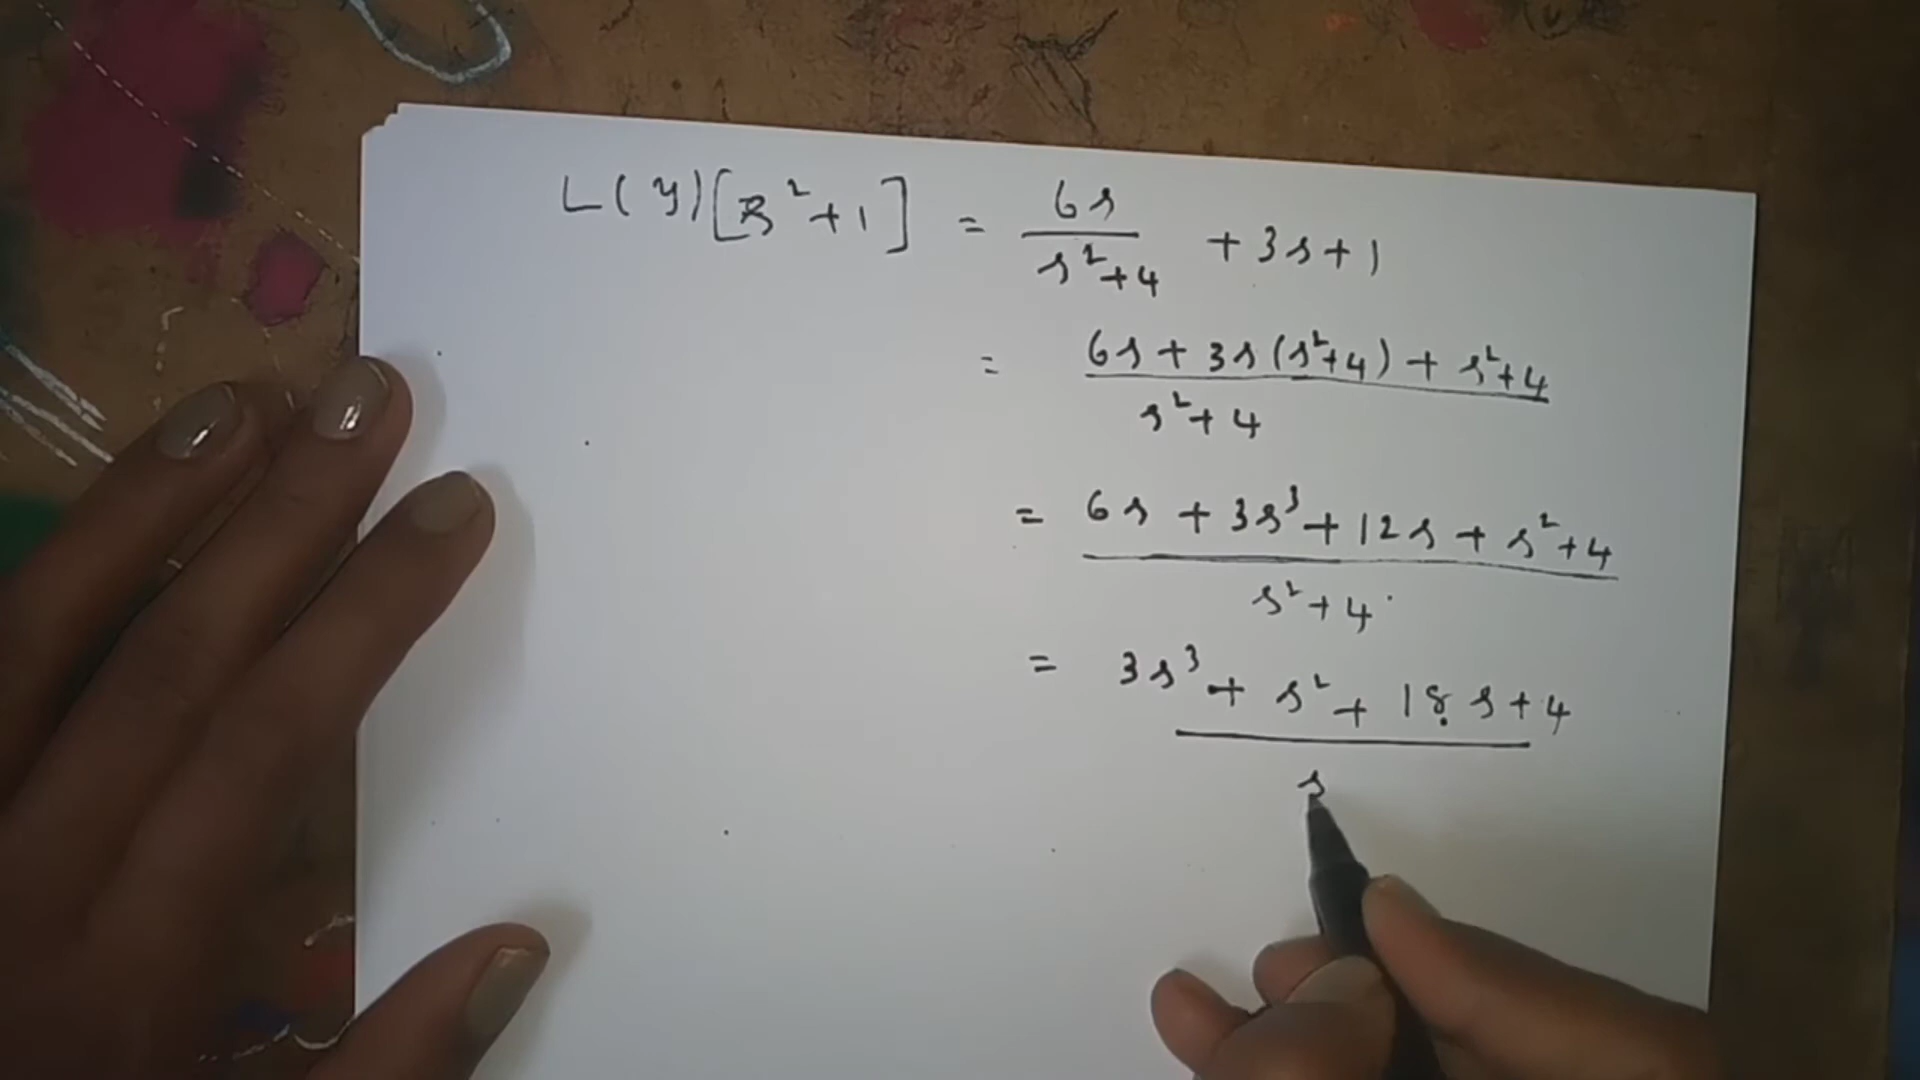 L(y)[s²+1] = 6s/s²+4 + 3s+1
= 6s + 3s(s²+4) + s²+4 / s²+4
= 6s + 3s³ + 12s + s²+4 / s²+4
= 3s³ + s² + 18s+4 / s